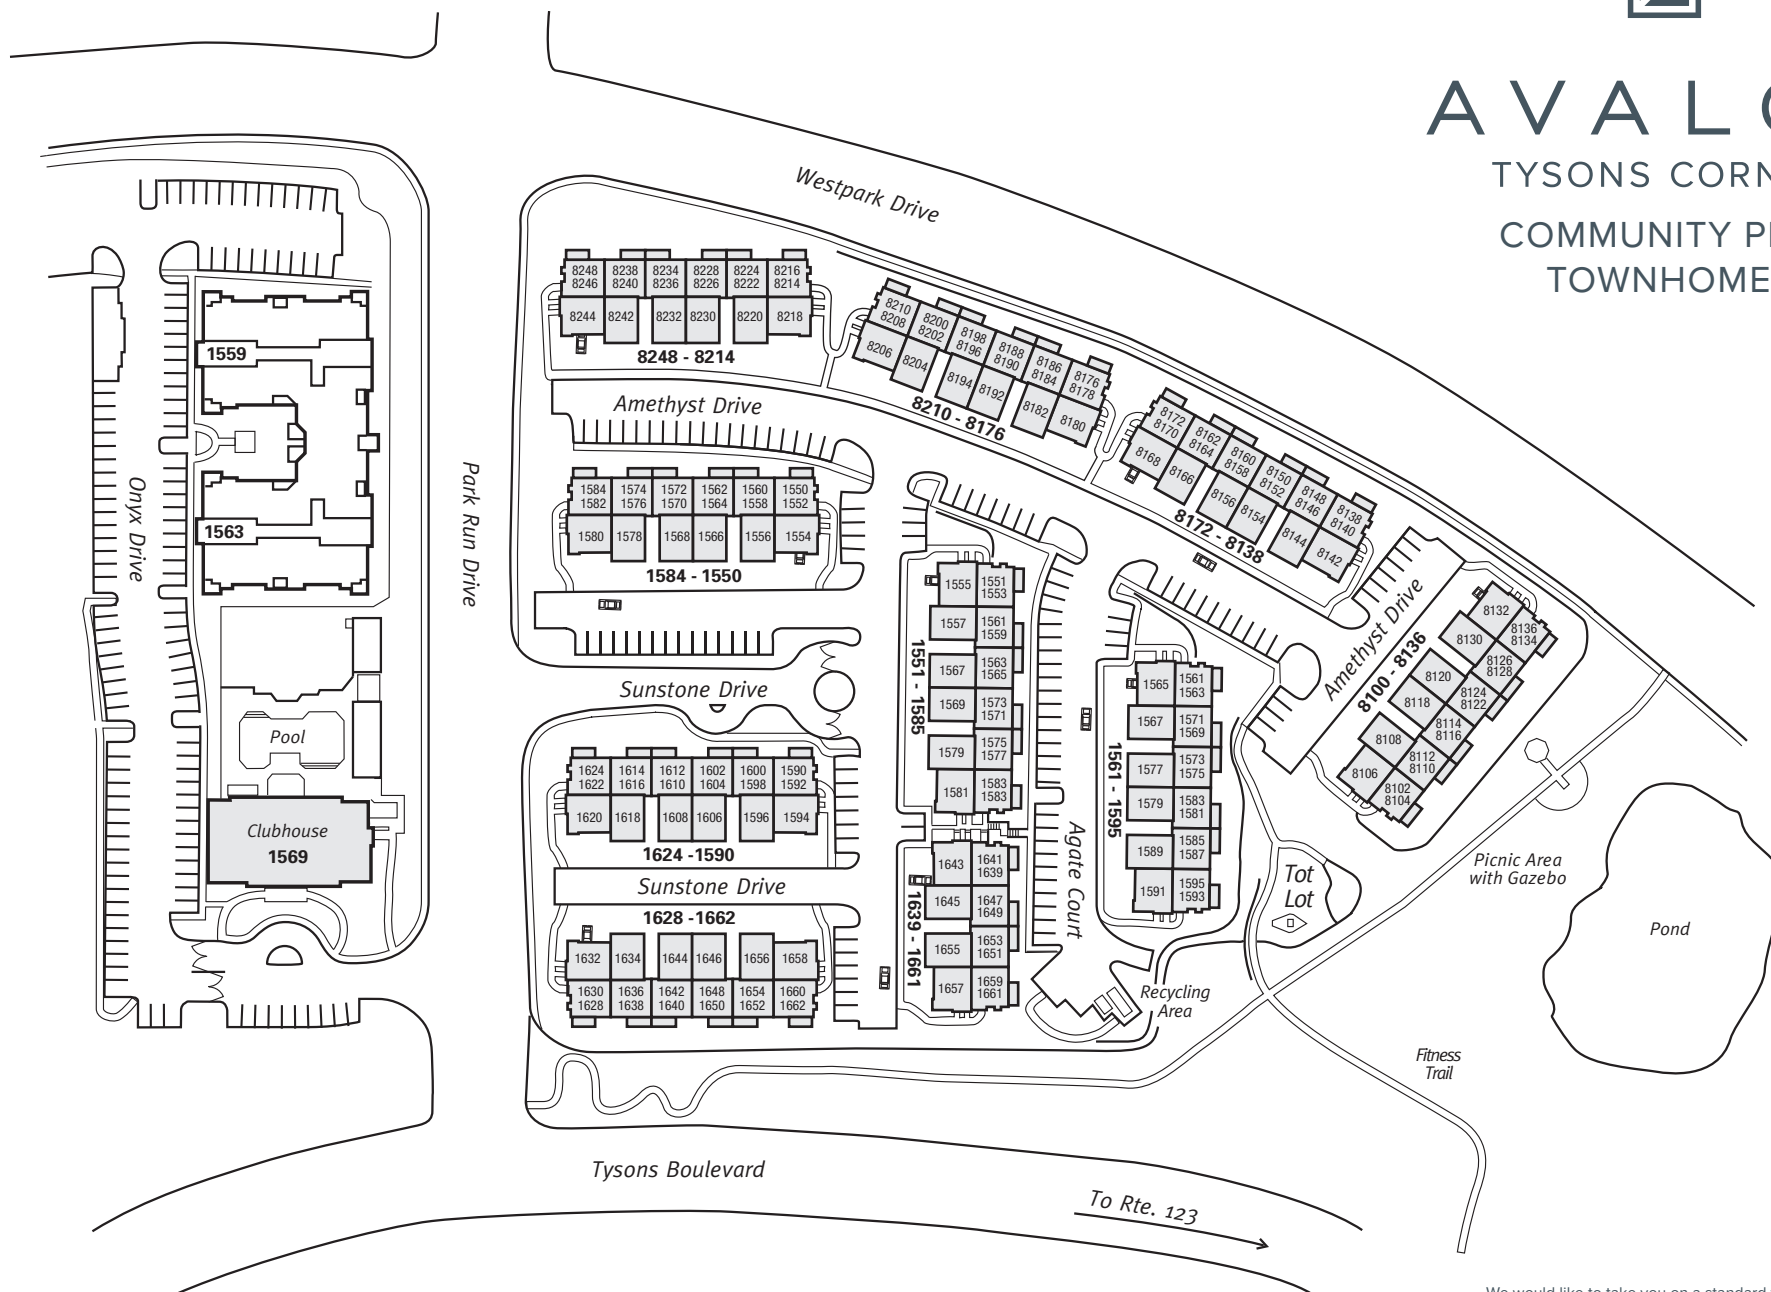 AVALO
TYSONS CORN
COMMUNITY P
TOWNHOME
Westpark Drive
8248 8238 8234 8228 8224 8216
8246 8240 8236 8226 8222 8214
8244 8242 8232 8230 8220 8218
8248 - 8214
8210 8200 8198 8188 8186 8176
8208 8202 8196 8190 8184 8178
8206 8204 8194 8192 8182 8180
8210 - 8176
8172 8162 8160 8150 8148 8138
8170 8164 8158 8152 8146 8140
8168 8166 8156 8154 8144 8142
8172 - 8138
Amethyst Drive
1559
1563
Onyx Drive
Park Run Drive
1584 1574 1572 1562 1560 1550
1582 1576 1570 1564 1558 1552
1580 1578 1568 1566 1556 1554
1584 - 1550
Amethyst Drive
8100 - 8136
8132
8136
8134
8130
8126
8128
8120
8124
8122
8118
8114
8116
8108
8112
8110
8106
8102
8104
1555 1551
1553
1557 1561
1559
1567 1563
1565
1569 1573
1571
1579 1575
1577
1581 1583
1583
1551 - 1585
1565 1561
1563
1567 1571
1569
1577 1573
1575
1579 1583
1581
1589 1585
1587
1591 1595
1593
1561 - 1595
Sunstone Drive
Pool
Clubhouse
1569
1624 1614 1612 1602 1600 1590
1622 1616 1610 1604 1598 1592
1620 1618 1608 1606 1596 1594
1624 -1590
Sunstone Drive
1628 -1662
1632 1634 1644 1646 1656 1658
1630 1636 1642 1648 1654 1660
1628 1638 1640 1650 1652 1662
1643 1641
1639
1645 1647
1649
1655 1653
1651
1657 1659
1661
1639 - 1661
Agate Court
Tot
Lot
Picnic Area
with Gazebo
Pond
Recycling
Area
Fitness
Trail
Tysons Boulevard
To Rte. 123
We would like to take you on a standard